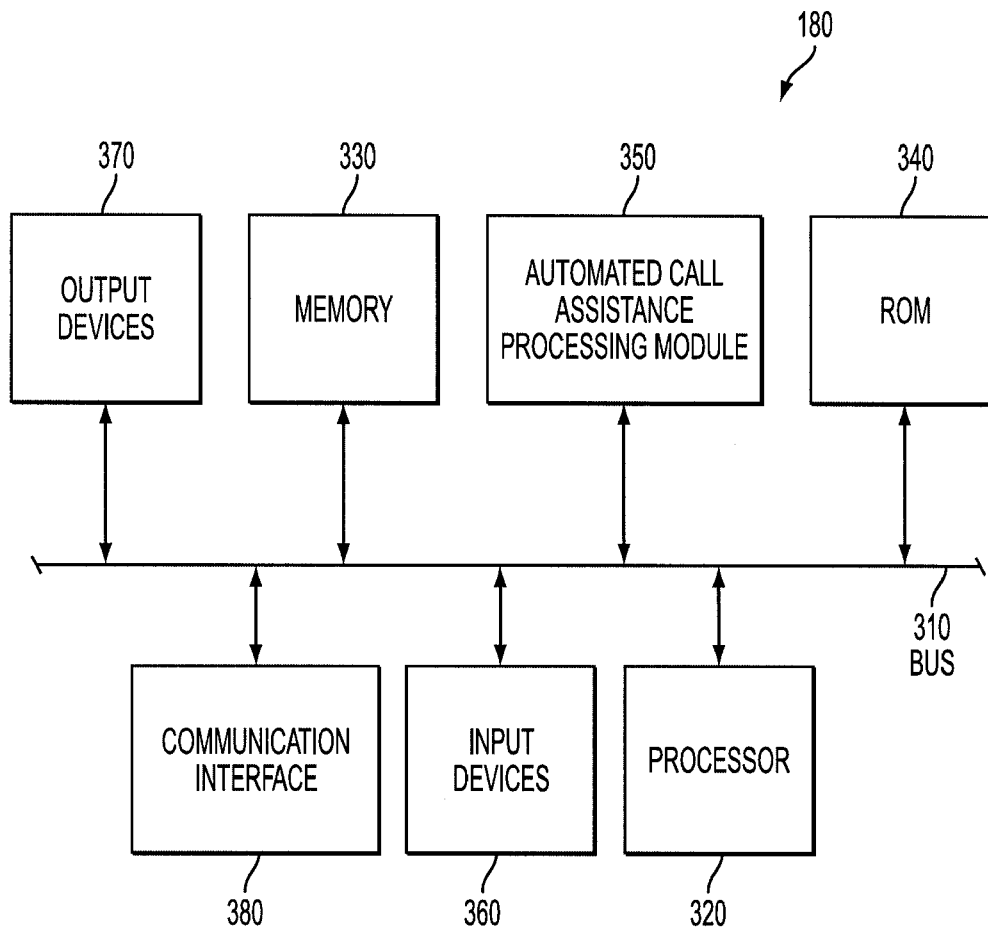 180
370
330
350
340
OUTPUT
DEVICES
MEMORY
AUTOMATED CALL
ASSISTANCE
PROCESSING MODULE
ROM
310
BUS
COMMUNICATION
INTERFACE
INPUT
DEVICES
PROCESSOR
380
360
320